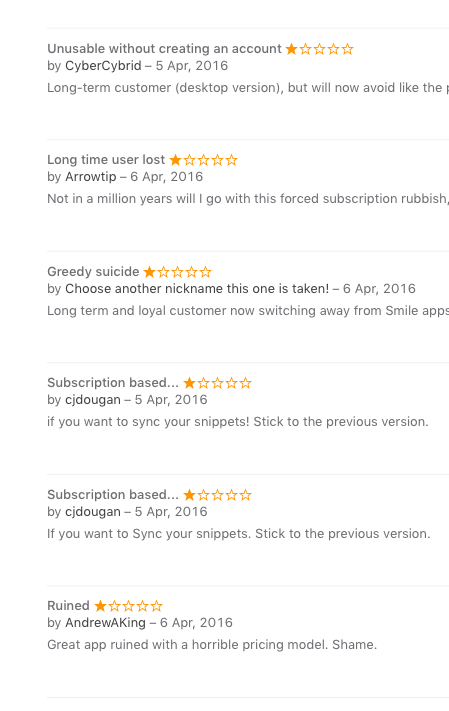 Unusable without creating an account ★☆☆☆☆
by CyberCybrid – 5 Apr, 2016
Long-term customer (desktop version), but will now avoid like the
Long time user lost ★☆☆☆☆
by Arrowtip – 6 Apr, 2016
Not in a million years will I go with this forced subscription rubbish,
Greedy suicide ★☆☆☆☆
by Choose another nickname this one is taken! – 6 Apr, 2016
Long term and loyal customer now switching away from Smile apps
Subscription based... ★☆☆☆☆
by cjdougan – 5 Apr, 2016
if you want to sync your snippets! Stick to the previous version.
Subscription based... ★☆☆☆☆
by cjdougan – 5 Apr, 2016
If you want to Sync your snippets. Stick to the previous version.
Ruined ★☆☆☆☆
by AndrewAKing – 6 Apr, 2016
Great app ruined with a horrible pricing model. Shame.